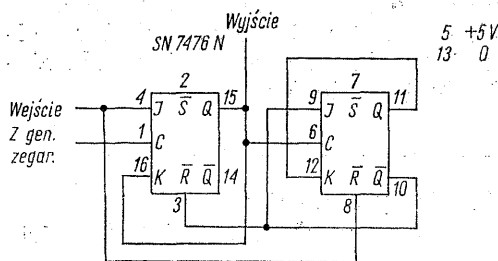 Wyjście
SN 7476 N
5 +5V
13 0
2
7
4 J S̅ Q 15
9 J S̅ Q 11
Wejście
Z gen.
zegar.
1 C
6 C
16 K R̅ Q̅ 14
12 K R̅ Q̅ 10
3
8